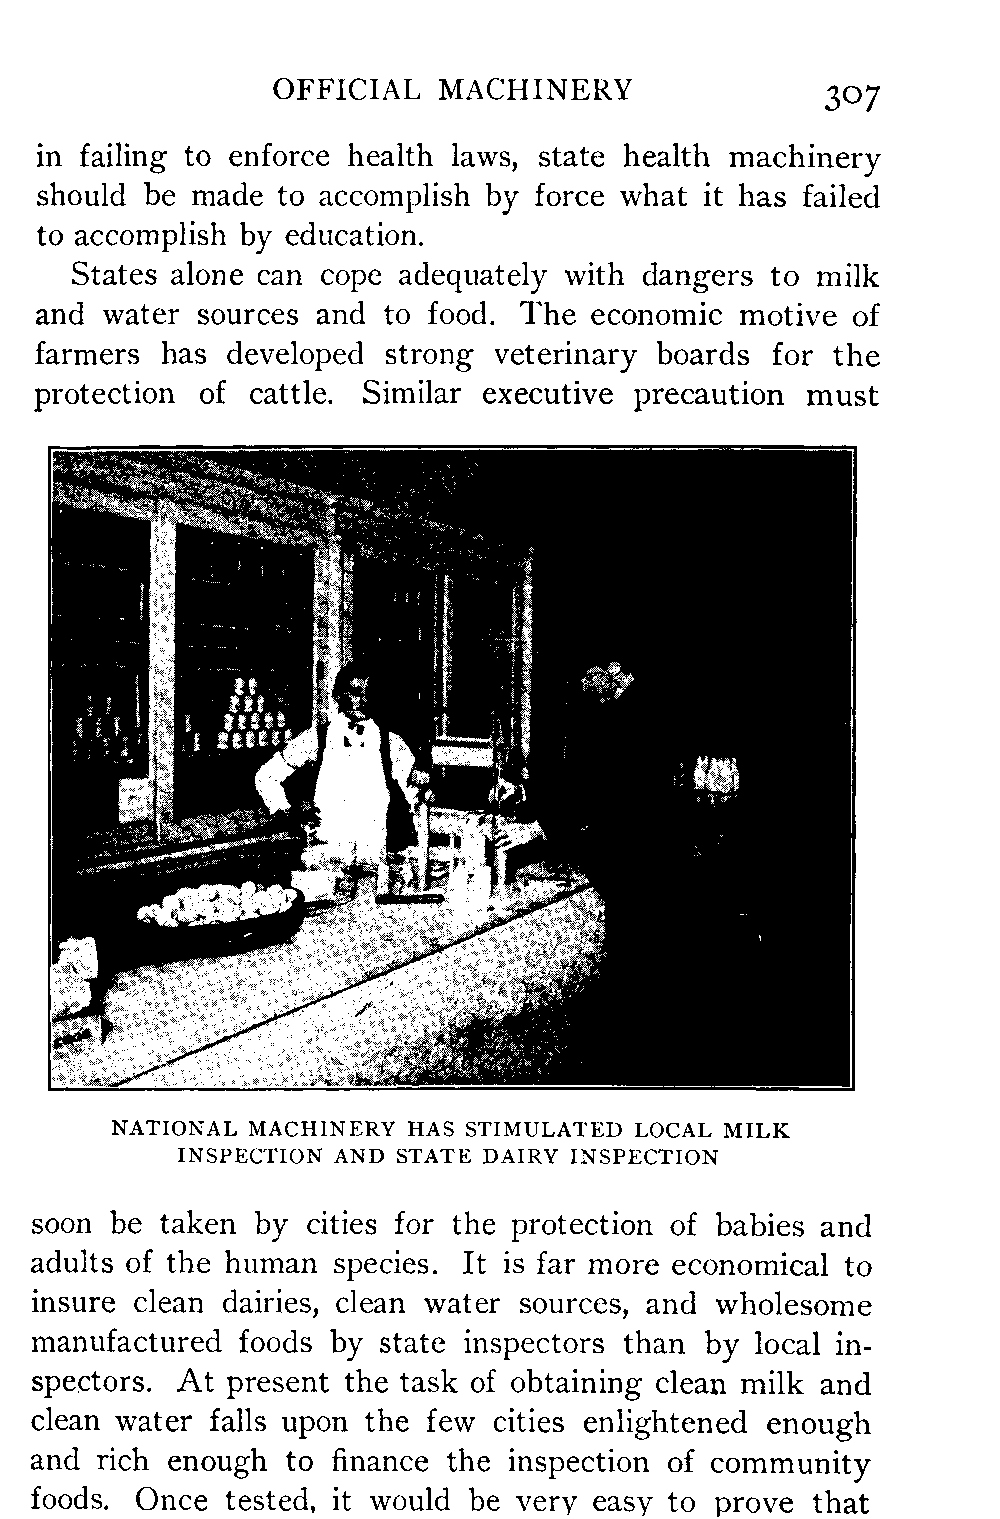 OFFICIAL MACHINERY 307
in failing to enforce health laws, state health machinery
should be made to accomplish by force what it has failed
to accomplish by education.
States alone can cope adequately with dangers to milk
and water sources and to food. The economic motive of
farmers has developed strong veterinary boards for the
protection of cattle. Similar executive precaution must
NATIONAL MACHINERY HAS STIMULATED LOCAL MILK
INSPECTION AND STATE DAIRY INSPECTION
soon be taken by cities for the protection of babies and
adults of the human species. It is far more economical to
insure clean dairies, clean water sources, and wholesome
manufactured foods by state inspectors than by local in-
spectors. At present the task of obtaining clean milk and
clean water falls upon the few cities enlightened enough
and rich enough to finance the inspection of community
foods. Once tested, it would be very easy to prove that